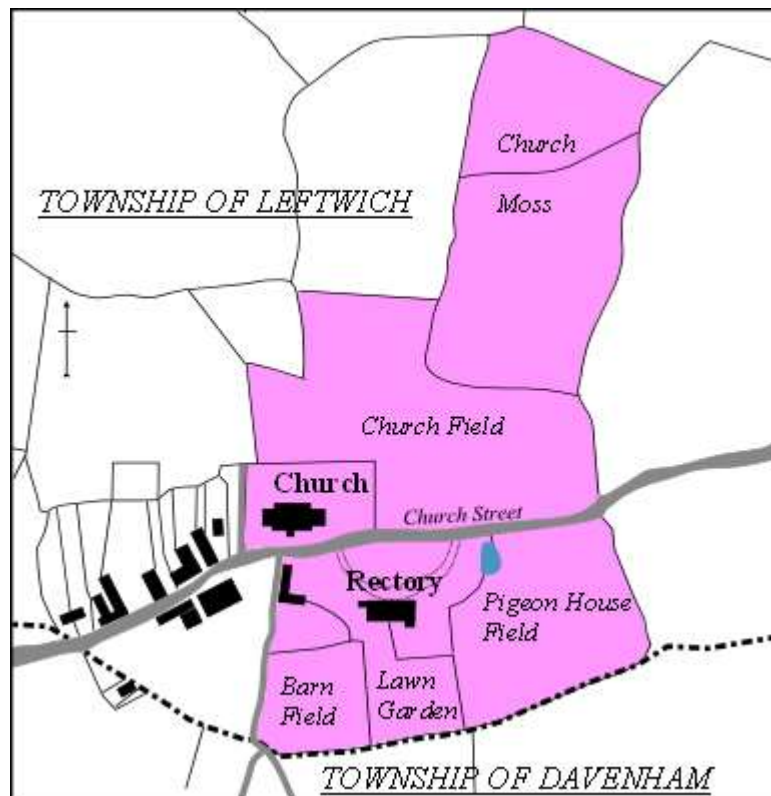 Church
Moss
TOWNSHIP OF LEFTWICH
Church Field
Church
Church Street
Rectory
Pigeon House
Field
Barn
Field
Lawn
Garden
TOWNSHIP OF DAVENHAM